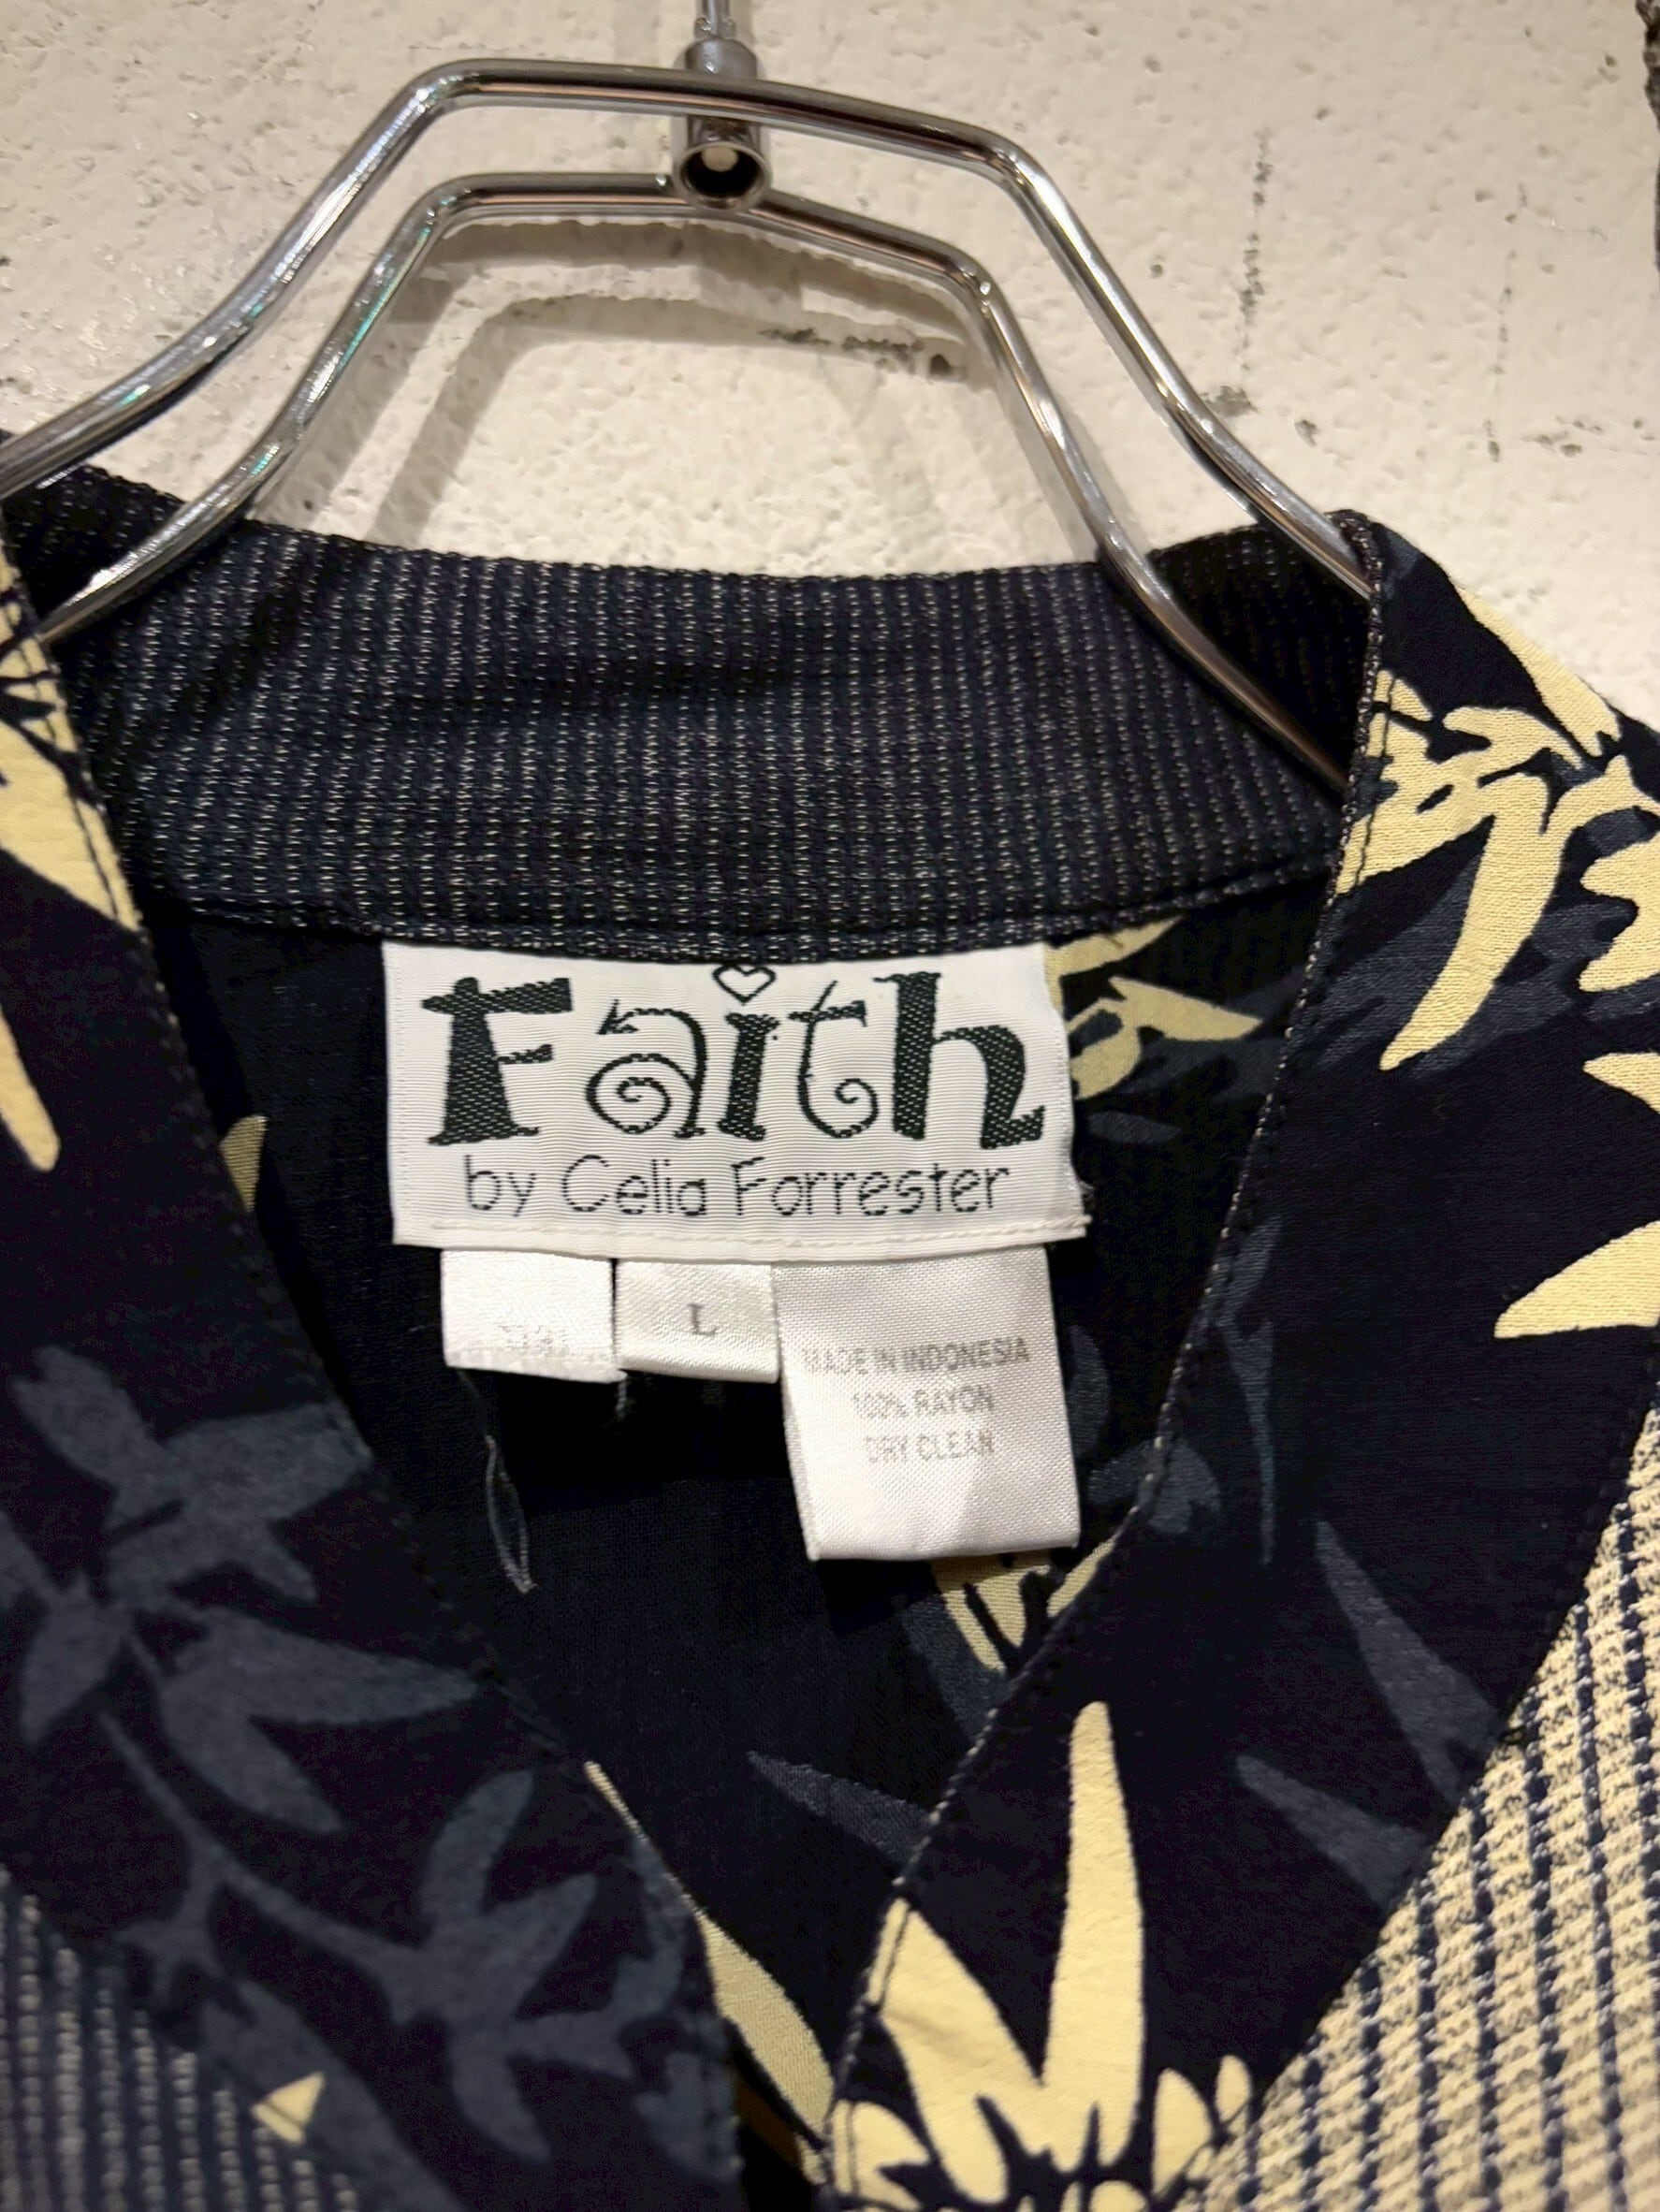 Faith
by Celia Forrester
L
MADE IN INDONESIA
100% RAYON
DRY CLEAN